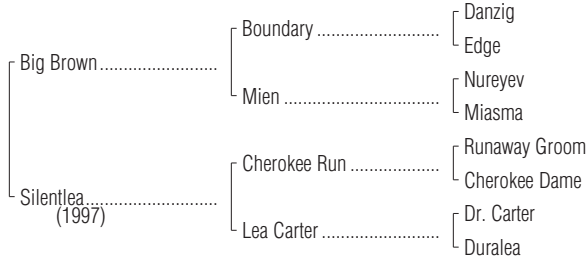 Danzig
Boundary ........................
Edge
Big Brown.......................
Nureyev
Mien ..............................
Miasma
Runaway Groom
Cherokee Run .................
Cherokee Dame
Silentlea.........................
(1997)
Dr. Carter
Lea Carter .......................
Duralea